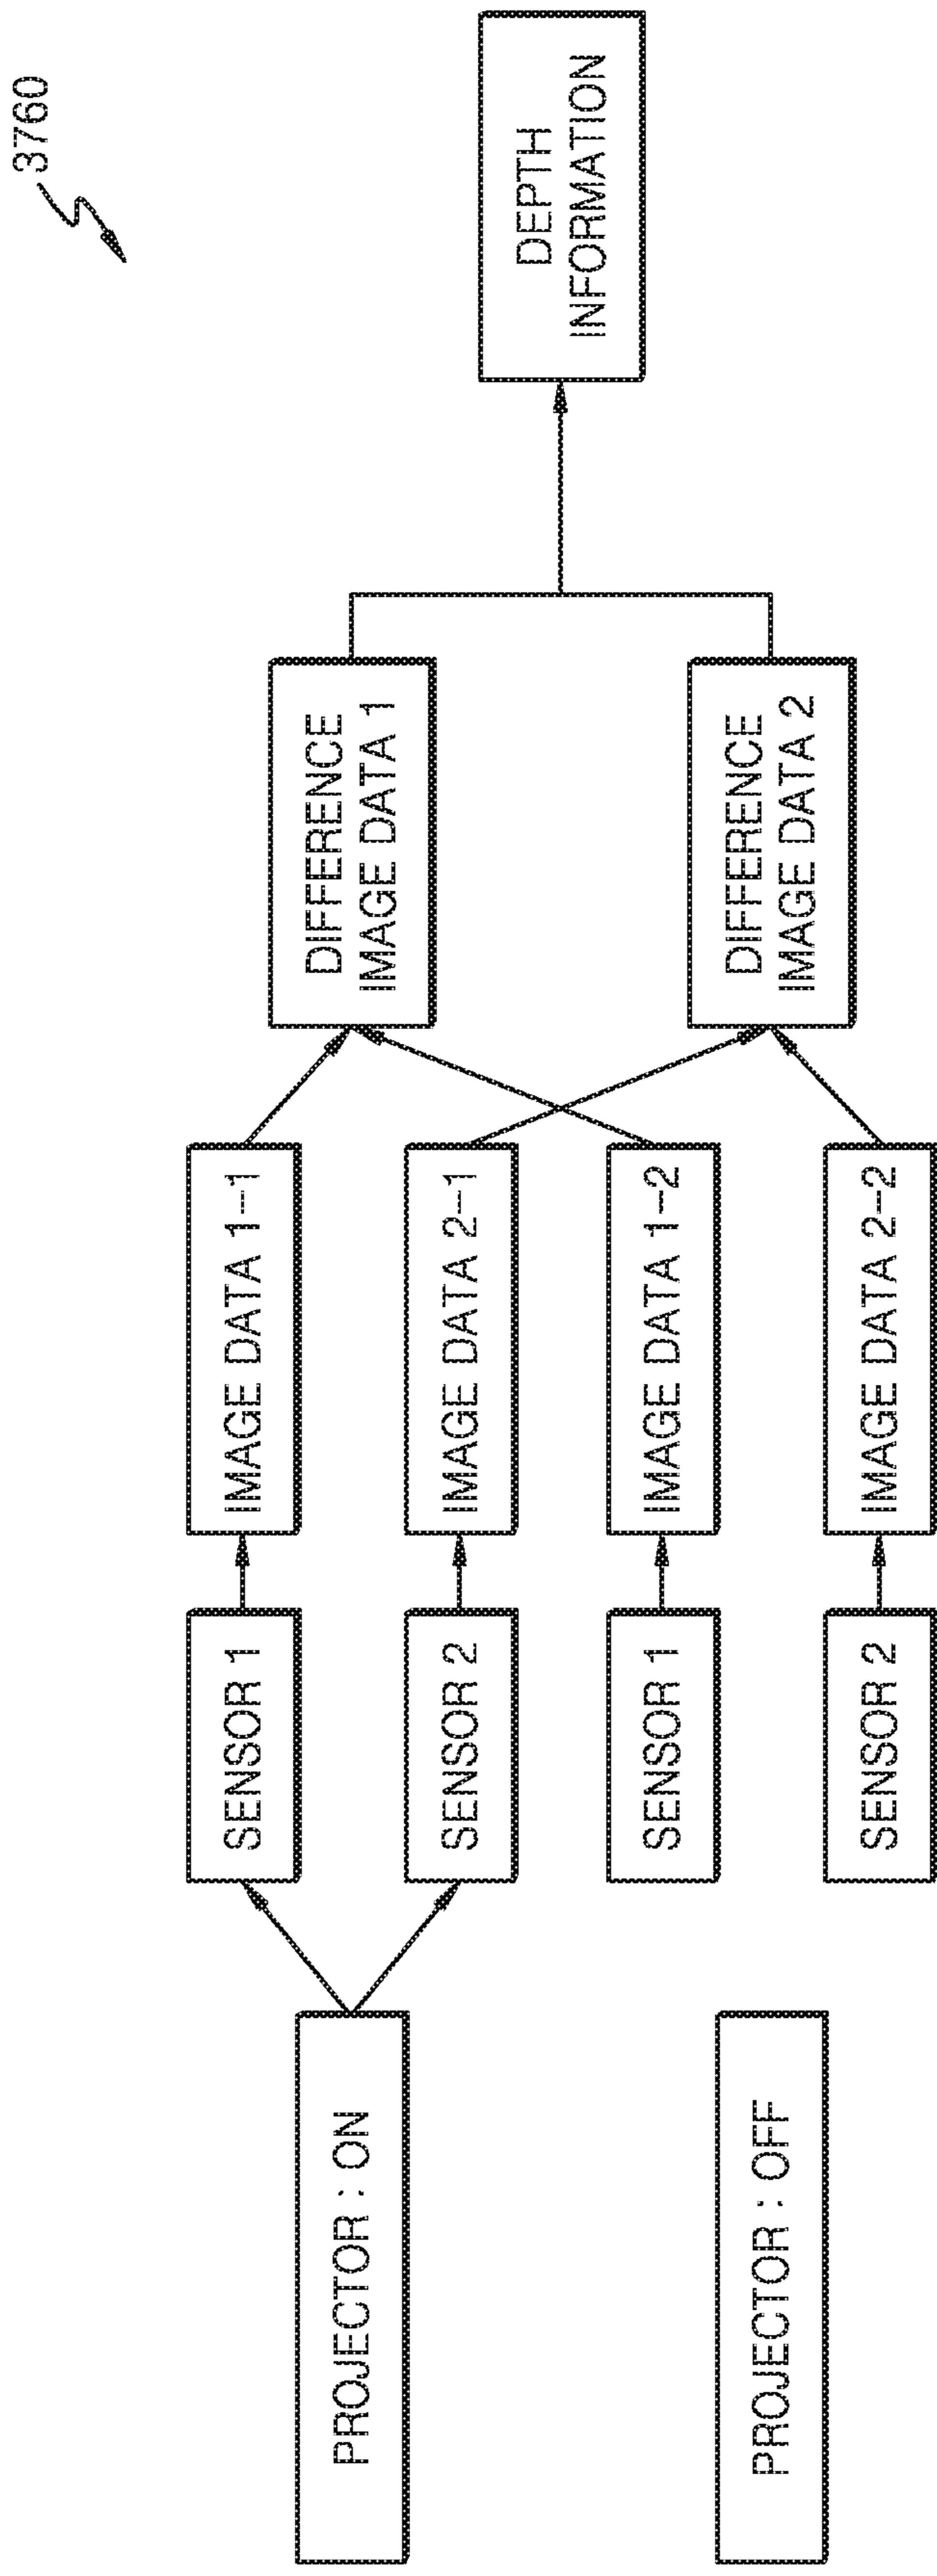 3760
PROJECTOR : ON
PROJECTOR : OFF
SENSOR 1
SENSOR 2
SENSOR 1
SENSOR 2
IMAGE DATA 1-1
IMAGE DATA 2-1
IMAGE DATA 1-2
IMAGE DATA 2-2
DIFFERENCE
IMAGE DATA 1
DIFFERENCE
IMAGE DATA 2
DEPTH
INFORMATION